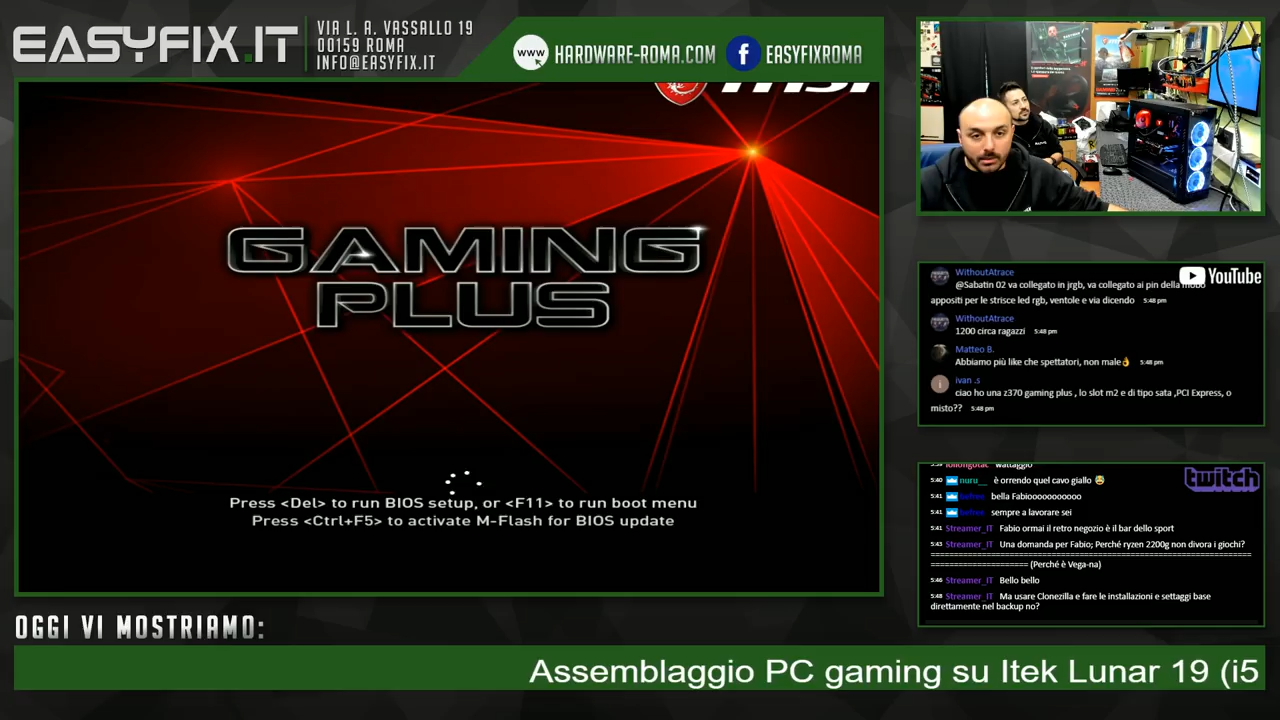 EASYFIX.IT
VIA L. A. VASSALLO 19
00159 ROMA
INFO@EASYFIX.IT
www
HARDWARE-ROMA.COM
f
EASYFIXROMA
msi
GAMING
PLUS
Press <Del> to run BIOS setup, or <F11> to run boot menu
Press <Ctrl+F5> to activate M-Flash for BIOS update
YouTube
WithoutAtrace
@Sabatin 02 va collegato in jrgb, va collegato ai pin della mobo
appositi per le strisce led rgb, ventole e via dicendo 5:48 pm
WithoutAtrace
1200 circa ragazzi 5:48 pm
Matteo B.
Abbiamo più like che spettatori, non male👌 5:48 pm
i
ivan .s
ciao ho una z370 gaming plus , lo slot m2 e di tipo sata ,PCI Express, o
misto?? 5:48 pm
twitch
wattaggio
5:40 nuru__ è orrendo quel cavo giallo 😰
5:41 bella Fabiooooooooooo
5:41 sempre a lavorare sei
5:41 Streamer_IT Fabio ormai il retro negozio è il bar dello sport
5:43 Streamer_IT Una domanda per Fabio; Perché ryzen 2200g non divora i giochi?
(Perché è Vega-na)
5:46 Streamer_IT Bello bello
5:48 Streamer_IT Ma usare Clonezilla e fare le installazioni e settaggi base
direttamente nel backup no?
OGGI VI MOSTRIAMO:
Assemblaggio PC gaming su Itek Lunar 19 (i5